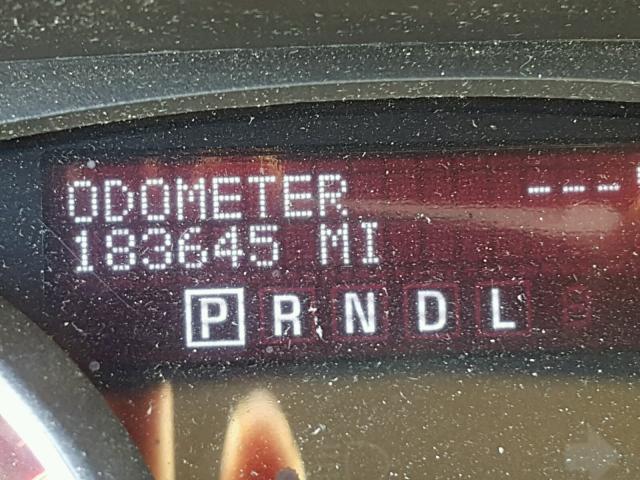 ODOMETER ---°
183645 MI
P R N D L